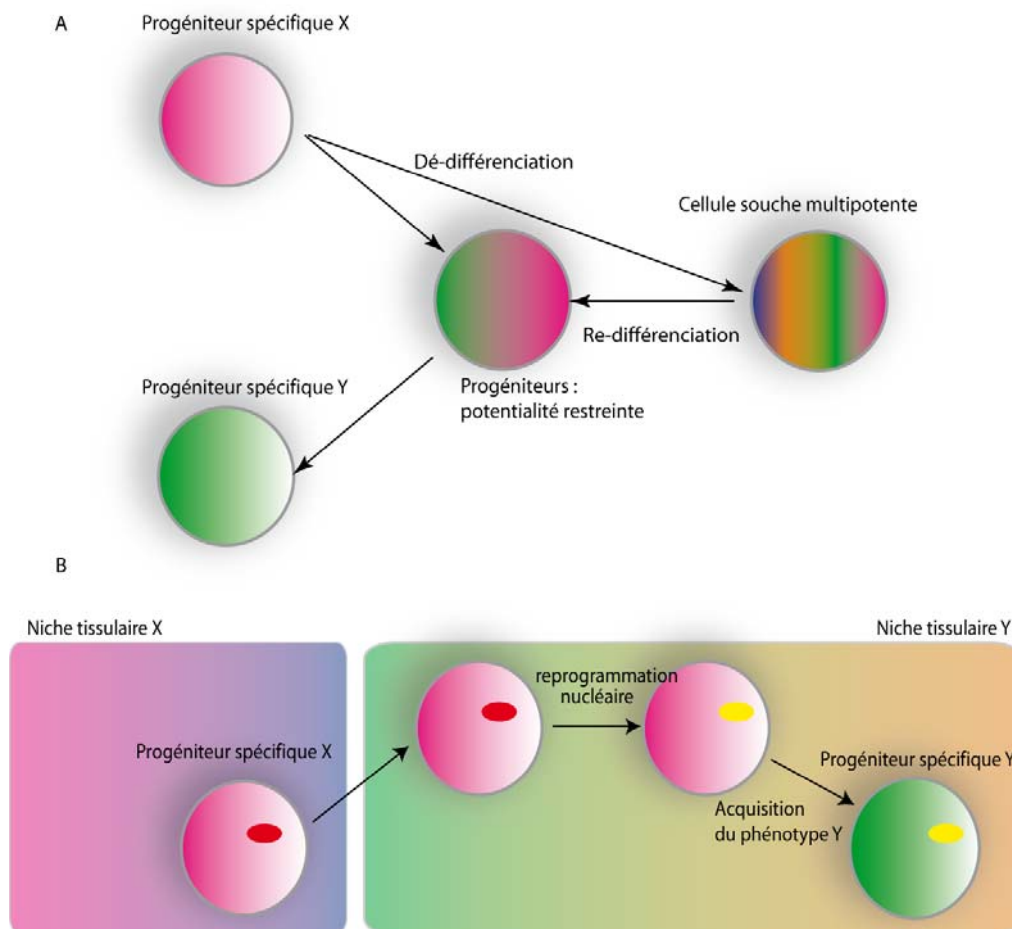 A
Progéniteur spécifique X
Dé-différenciation
Cellule souche multipotente
Re-différenciation
Progéniteur spécifique Y
Progéniteurs :
potentialité restreinte
B
Niche tissulaire X
Niche tissulaire Y
reprogrammation
nucléaire
Progéniteur spécifique X
Progéniteur spécifique Y
Acquisition
du phénotype Y